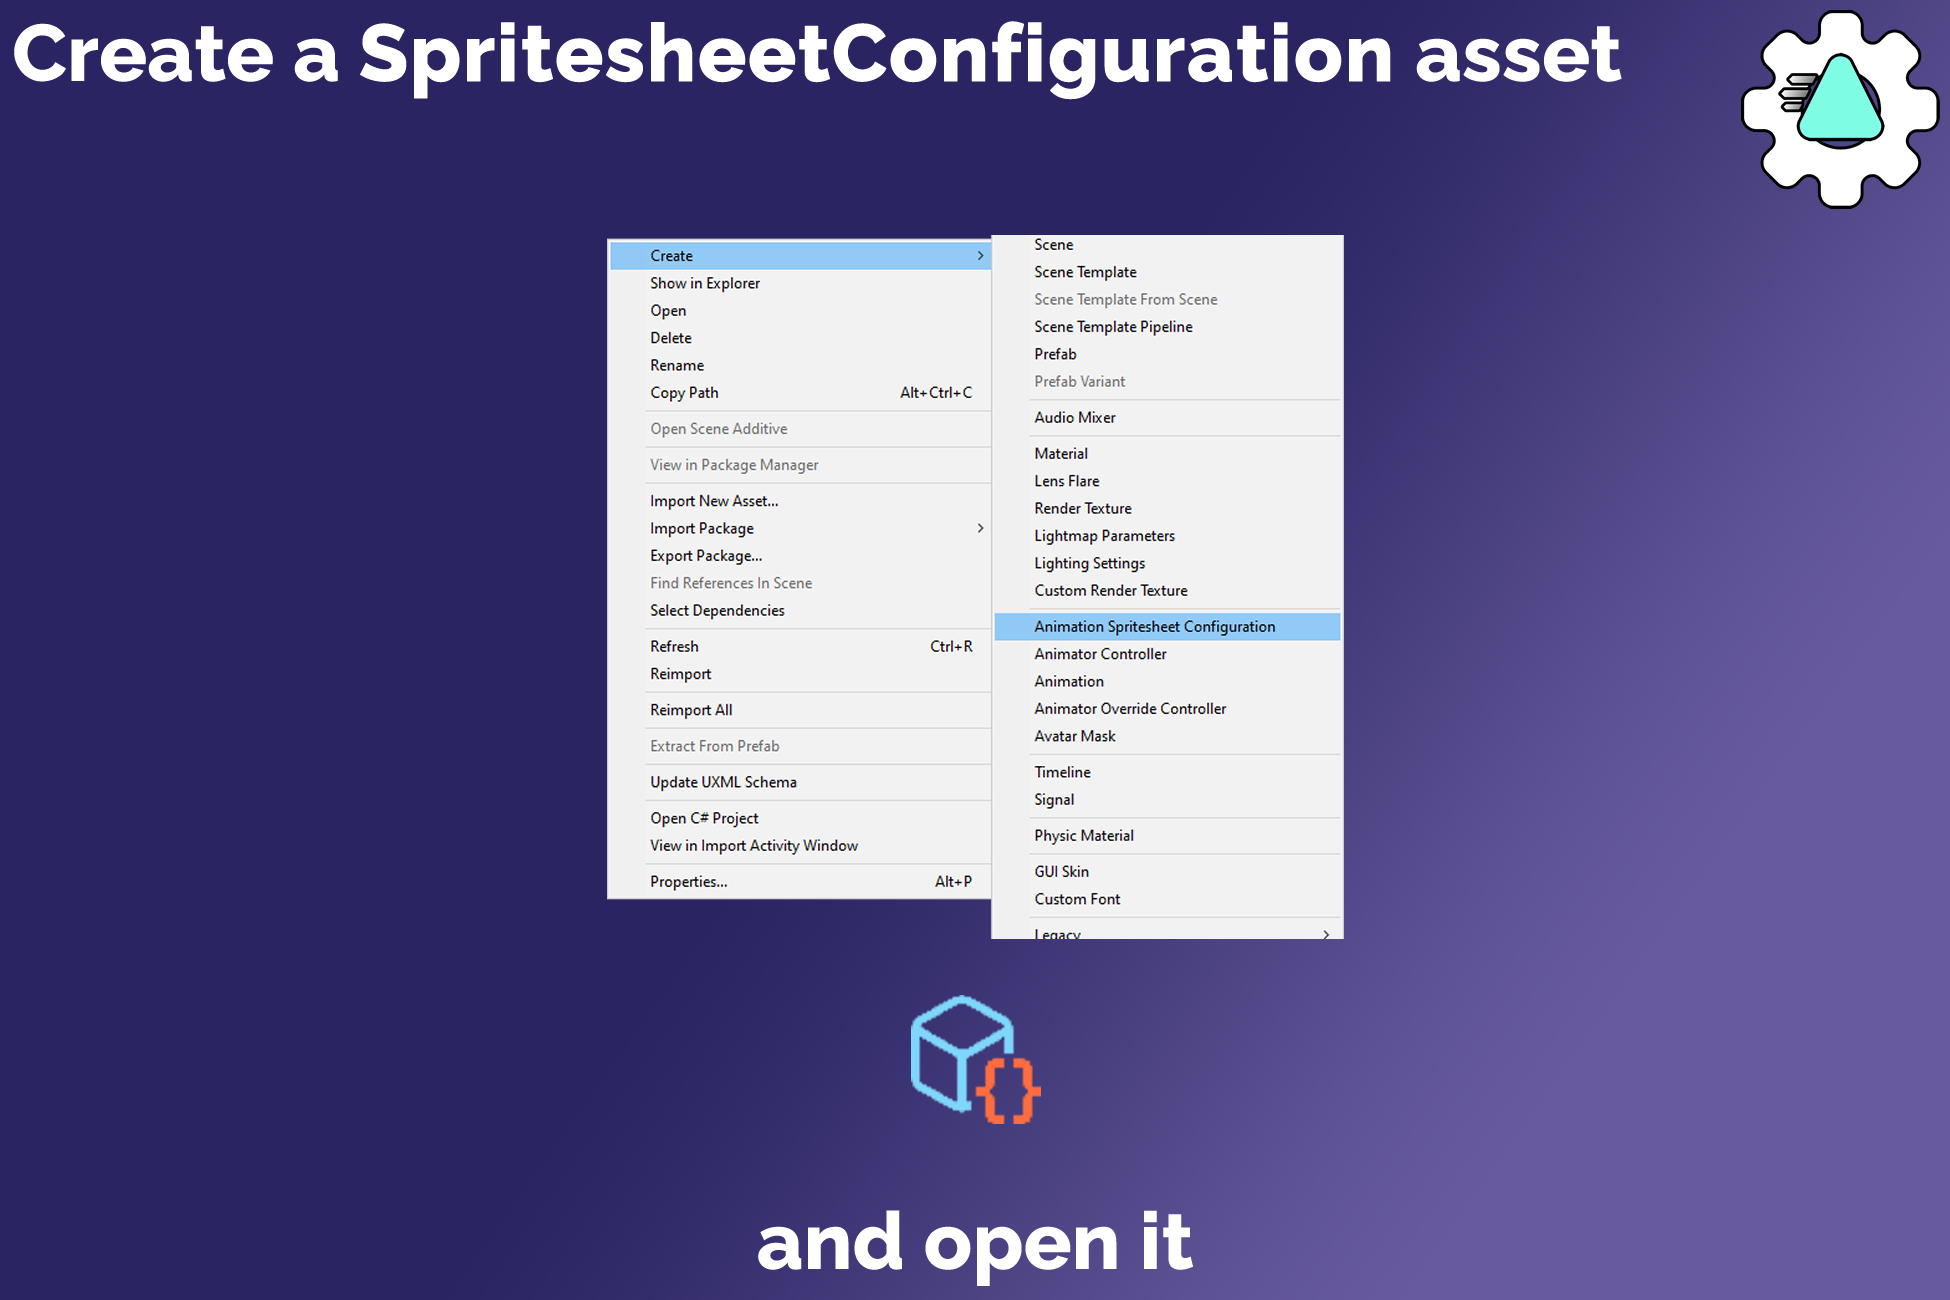 Create a SpritesheetConfiguration asset
Create
Show in Explorer
Open
Delete
Rename
Copy Path Alt+Ctrl+C
Open Scene Additive
View in Package Manager
Import New Asset...
Import Package
Export Package...
Find References In Scene
Select Dependencies
Refresh Ctrl+R
Reimport
Reimport All
Extract From Prefab
Update UXML Schema
Open C# Project
View in Import Activity Window
Properties... Alt+P
Scene
Scene Template
Scene Template From Scene
Scene Template Pipeline
Prefab
Prefab Variant
Audio Mixer
Material
Lens Flare
Render Texture
Lightmap Parameters
Lighting Settings
Custom Render Texture
Animation Spritesheet Configuration
Animator Controller
Animation
Animator Override Controller
Avatar Mask
Timeline
Signal
Physic Material
GUI Skin
Custom Font
Legacy
{}
and open it